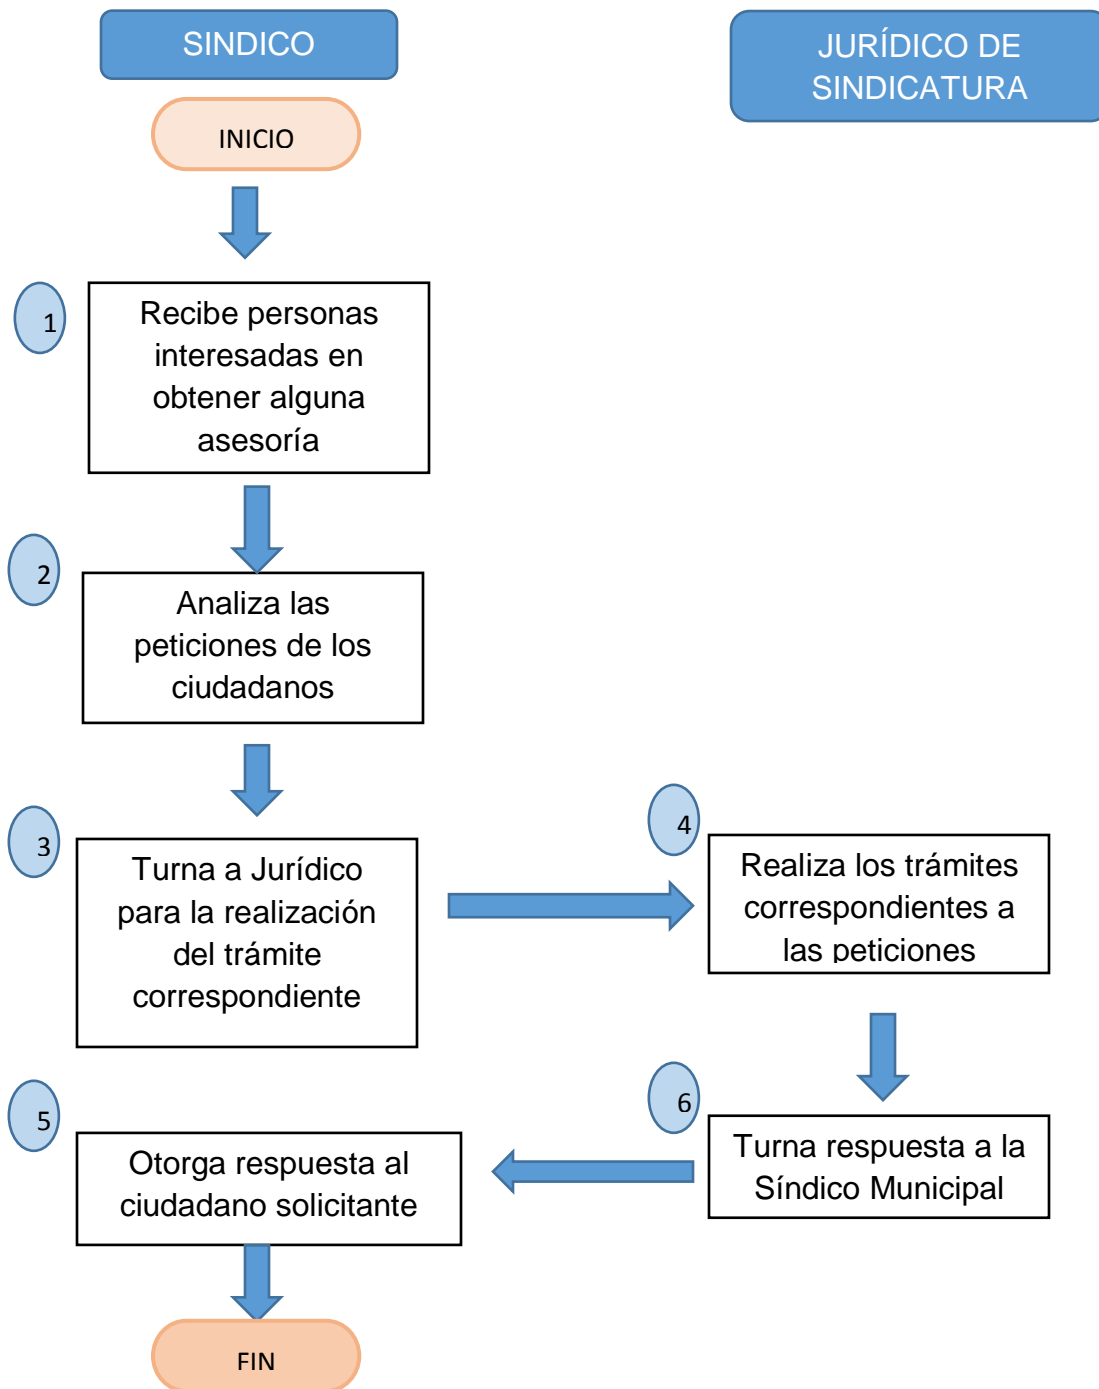 SINDICO
JURÍDICO DE
SINDICATURA
INICIO
1
Recibe personas
interesadas en
obtener alguna
asesoría
2
Analiza las
peticiones de los
ciudadanos
3
Turna a Jurídico
para la realización
del trámite
correspondiente
4
Realiza los trámites
correspondientes a
las peticiones
6
Turna respuesta a la
Síndico Municipal
5
Otorga respuesta al
ciudadano solicitante
FIN